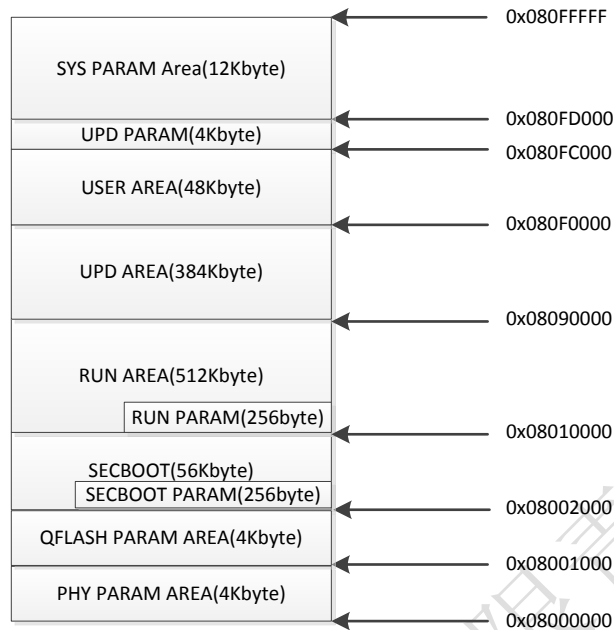 0x080FFFFF
SYS PARAM Area(12Kbyte)
0x080FD000
UPD PARAM(4Kbyte)
0x080FC000
USER AREA(48Kbyte)
0x080F0000
UPD AREA(384Kbyte)
0x08090000
RUN AREA(512Kbyte)
RUN PARAM(256byte)
0x08010000
SECBOOT(56Kbyte)
SECBOOT PARAM(256byte)
0x08002000
QFLASH PARAM AREA(4Kbyte)
0x08001000
PHY PARAM AREA(4Kbyte)
0x08000000